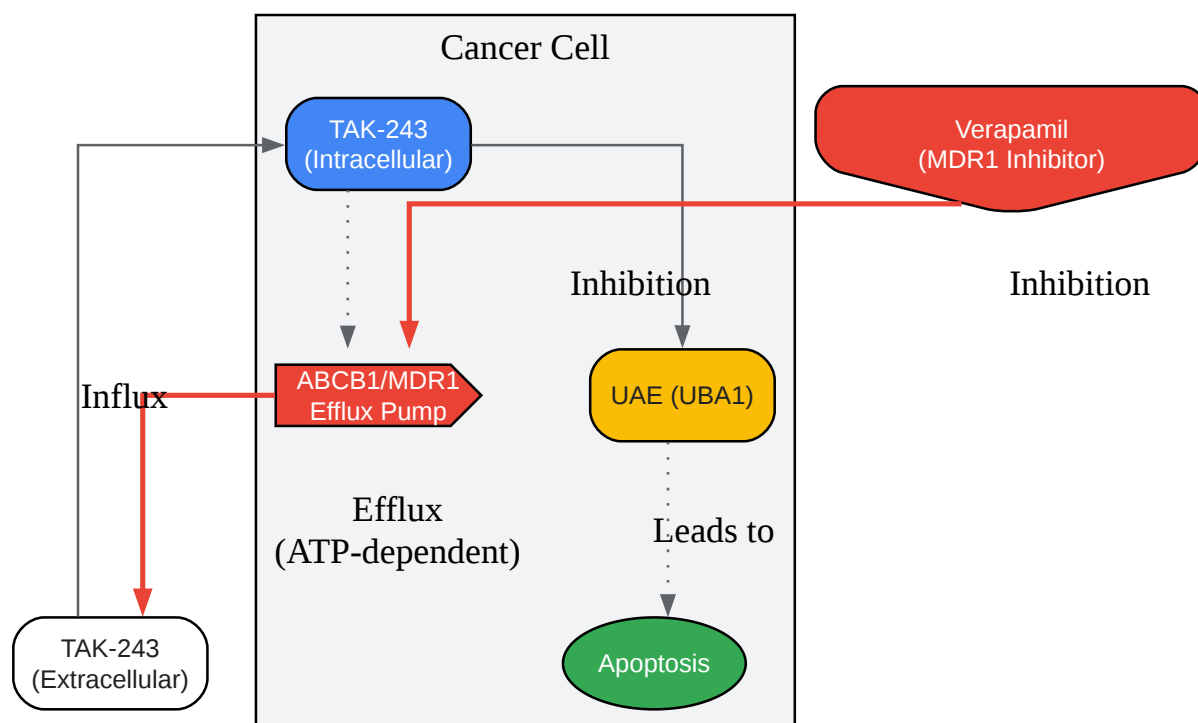 Cancer Cell
TAK-243
(Intracellular)
Verapamil
(MDR1 Inhibitor)
Inhibition
Inhibition
ABCB1/MDR1
Efflux Pump
UAE (UBA1)
Influx
Efflux
(ATP-dependent)
Leads to
TAK-243
(Extracellular)
Apoptosis